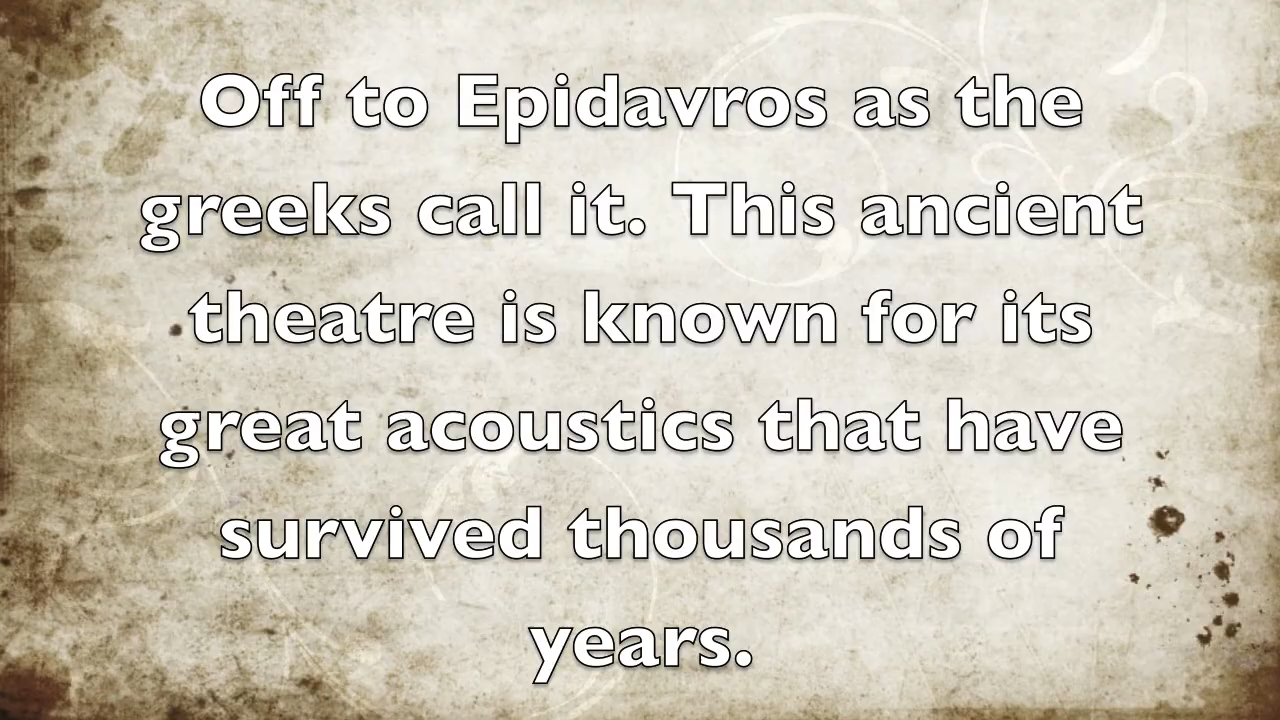 Off to Epidavros as the
greeks call it. This ancient
theatre is known for its
great acoustics that have
survived thousands of
years.